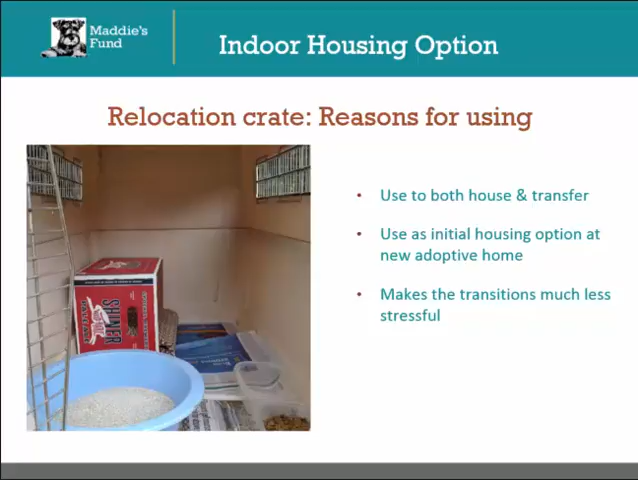 Maddie's
Fund
Indoor Housing Option
Relocation crate: Reasons for using
• Use to both house & transfer
• Use as initial housing option at
new adoptive home
• Makes the transitions much less
stressful
SHINER